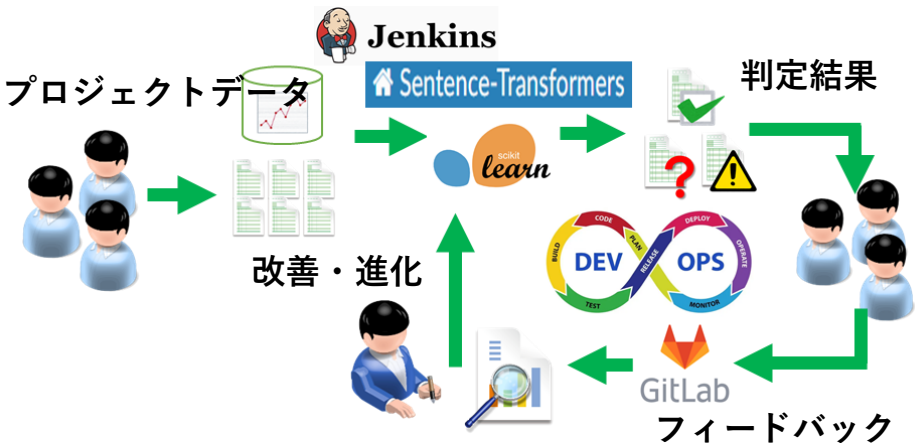 Jenkins
Sentence-Transformers
プロジェクトデータ
判定結果
scikit
learn
?
!
改善・進化
CODE
PLAN
BUILD
TEST
RELEASE
DEPLOY
OPERATE
MONITOR
DEV
OPS
GitLab
フィードバック